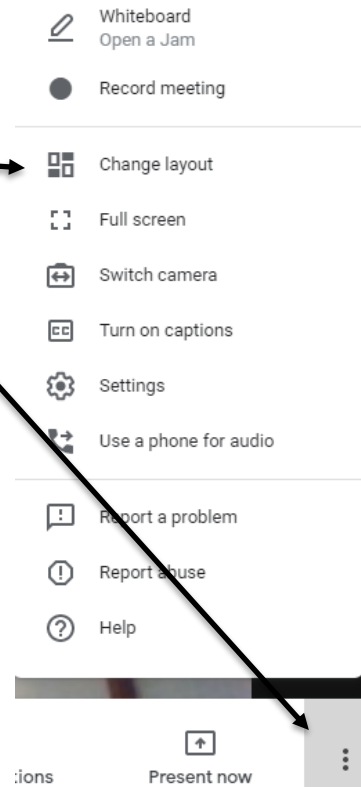 Whiteboard
Open a Jam
Record meeting
Change layout
Full screen
Switch camera
Turn on captions
Settings
Use a phone for audio
Report a problem
Report abuse
Help
tions
Present now